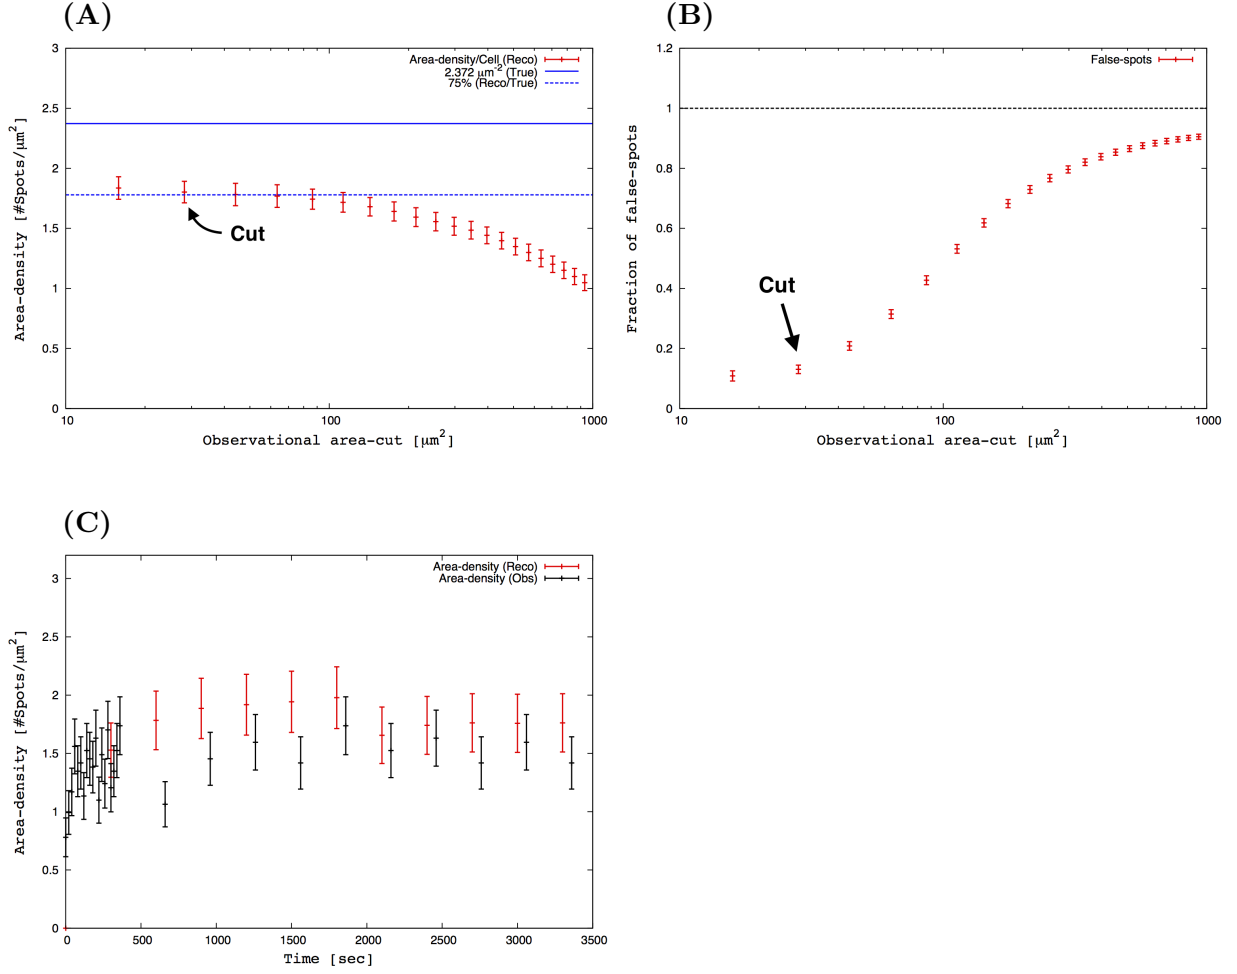 (A)
3
2.5
2
1.5
1
0.5
0
10
100
1000
Area-density [#Spots/μm²]
Observational area-cut [μm²]
Area-density/Cell (Reco)
2.372 μm⁻² (True)
75% (Reco/True)
Cut
(B)
1.2
1
0.8
0.6
0.4
0.2
0
10
100
1000
Fraction of false-spots
Observational area-cut [μm²]
False-spots
Cut
(C)
3
2.5
2
1.5
1
0.5
0
0
500
1000
1500
2000
2500
3000
3500
Area-density [#Spots/μm²]
Time [sec]
Area-density (Reco)
Area-density (Obs)